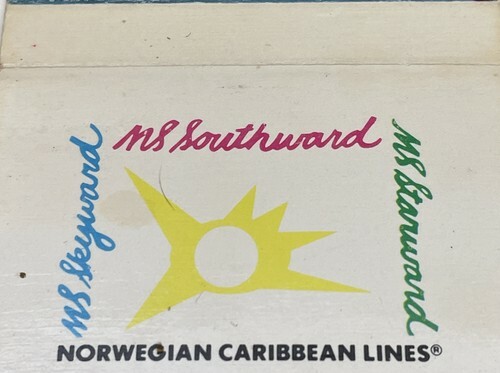 MS Southward
MS Skyward
MS Starward
NORWEGIAN CARIBBEAN LINES®